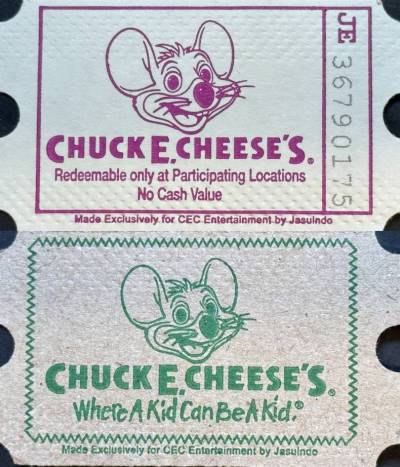 CHUCK E. CHEESE'S®
Redeemable only at Participating Locations
No Cash Value
JE 36790175
Made Exclusively for CEC Entertainment by Jasuindo
CHUCK E. CHEESE'S®
Where A Kid Can Be A Kid.®
Made Exclusively for CEC Entertainment by Jasuindo